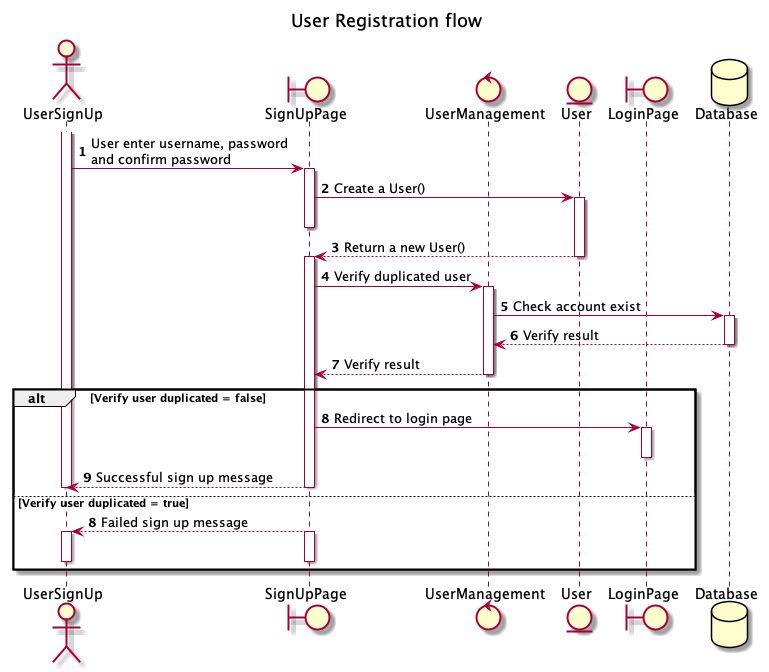 User Registration flow
UserSignUp
SignUpPage
UserManagement
User
LoginPage
Database
1 User enter username, password
and confirm password
2 Create a User()
3 Return a new User()
4 Verify duplicated user
5 Check account exist
6 Verify result
7 Verify result
alt [Verify user duplicated = false]
8 Redirect to login page
9 Successful sign up message
[Verify user duplicated = true]
8 Failed sign up message
UserSignUp
SignUpPage
UserManagement
User
LoginPage
Database